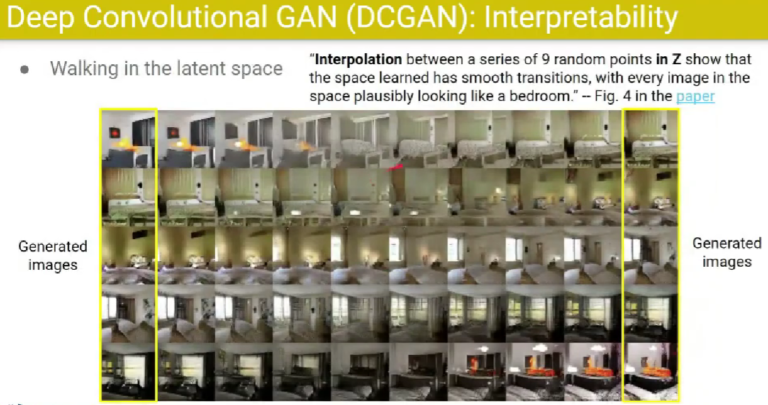 Deep Convolutional GAN (DCGAN): Interpretability
• Walking in the latent space
"Interpolation between a series of 9 random points in Z show that
the space learned has smooth transitions, with every image in the
space plausibly looking like a bedroom." -- Fig. 4 in the paper
Generated
images
Generated
images